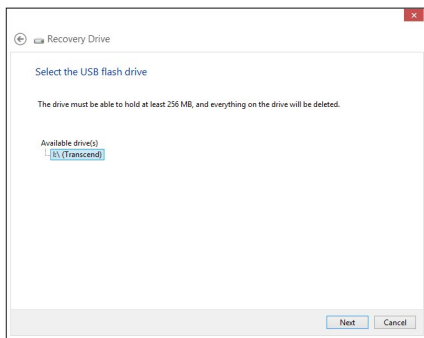 Recovery Drive
Select the USB flash drive
The drive must be able to hold at least 256 MB, and everything on the drive will be deleted.
Available drive(s)
I:\ (Transcend)
Next Cancel